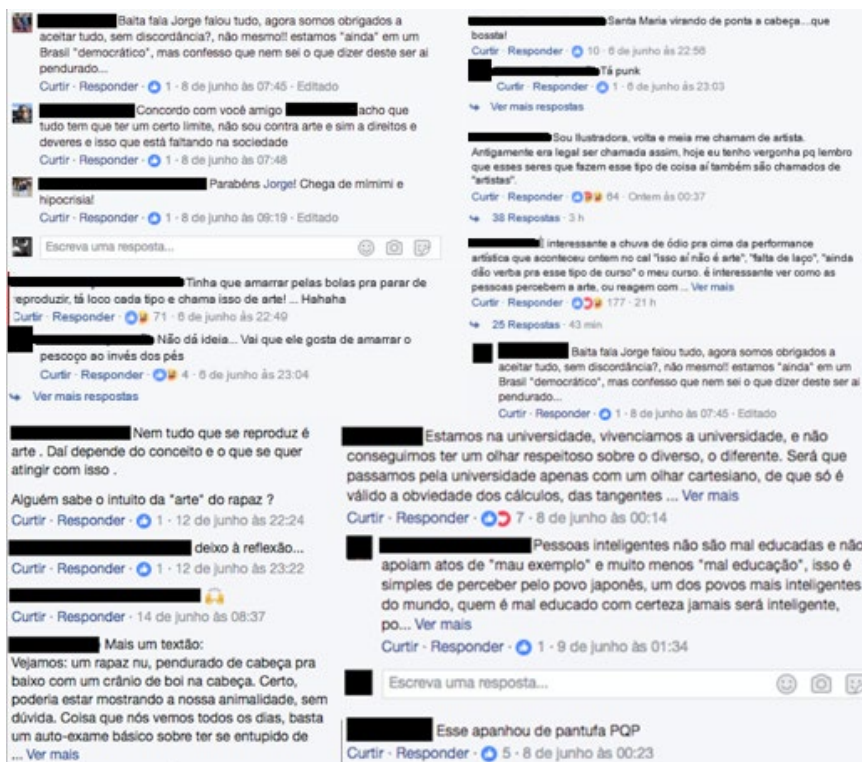 Baita fala Jorge falou tudo, agora somos obrigados a
aceitar tudo, sem discordância?, não mesmo!! estamos "ainda" em um
Brasil "democrático", mas confesso que nem sei o que dizer deste ser aí
pendurado...
Curtir · Responder · 1 · 8 de junho às 07:45 · Editado
Concordo com você amigo acho que
tudo tem que ter um certo limite, não sou contra arte e sim a direitos e
deveres e isso que está faltando na sociedade
Curtir · Responder · 1 · 8 de junho às 07:48
Parabéns Jorge! Chega de mimimi e
hipocrisia!
Curtir · Responder · 1 · 8 de junho às 09:19 · Editado
Escreva uma resposta...
Tinha que amarrar pelas bolas pra parar de
reproduzir, tá loco cada tipo e chama isso de arte! ... Hahaha
Curtir · Responder · 71 · 6 de junho às 22:49
Não dá ideia... Vai que ele gosta de amarrar o
pescoço ao invés dos pés
Curtir · Responder · 4 · 6 de junho às 23:04
Ver mais respostas
Nem tudo que se reproduz é
arte . Daí depende do conceito e o que se quer
atingir com isso .
Alguém sabe o intuito da "arte" do rapaz ?
Curtir · Responder · 1 · 12 de junho às 22:24
deixo à reflexão...
Curtir · Responder · 1 · 12 de junho às 23:22
Curtir · Responder · 14 de junho às 08:37
Mais um textão:
Vejamos: um rapaz nu, pendurado de cabeça pra
baixo com um crânio de boi na cabeça. Certo,
poderia estar mostrando a nossa animalidade, sem
dúvida. Coisa que nós vemos todos os dias, basta
um auto-exame básico sobre ter se entupido de
... Ver mais
Santa Maria virando de ponta a cabeça...que
bossta!
Curtir · Responder · 10 · 6 de junho às 22:56
Tá punk
Curtir · Responder · 1 · 6 de junho às 23:03
Ver mais respostas
Sou Ilustradora, volta e meia me chamam de artista.
Antigamente era legal ser chamada assim, hoje eu tenho vergonha pq lembro
que esses seres que fazem esse tipo de coisa aí também são chamados de
"artistas".
Curtir · Responder · 64 · Ontem às 00:37
38 Respostas · 3 h
É interessante a chuva de ódio pra cima da performance
artística que aconteceu ontem no cal "isso aí não é arte", "falta de laço", "ainda
dão verba pra esse tipo de curso" o meu curso. é interessante ver como as
pessoas percebem a arte, ou reagem com ... Ver mais
Curtir · Responder · 177 · 21 h
25 Respostas · 43 min
Baita fala Jorge falou tudo, agora somos obrigados a
aceitar tudo, sem discordância?, não mesmo!! estamos "ainda" em um
Brasil "democrático", mas confesso que nem sei o que dizer deste ser aí
pendurado...
Curtir · Responder · 1 · 8 de junho às 07:45 · Editado
Estamos na universidade, vivenciamos a universidade, e não
conseguimos ter um olhar respeitoso sobre o diverso, o diferente. Será que
passamos pela universidade apenas com um olhar cartesiano, de que só é
válido a obviedade dos cálculos, das tangentes ... Ver mais
Curtir · Responder · 7 · 8 de junho às 00:14
Pessoas inteligentes não são mal educadas e não
apoiam atos de "mau exemplo" e muito menos "mal educação", isso é
simples de perceber pelo povo japonês, um dos povos mais inteligentes
do mundo, quem é mal educado com certeza jamais será inteligente,
po... Ver mais
Curtir · Responder · 1 · 9 de junho às 01:34
Escreva uma resposta...
Esse apanhou de pantufa PQP
Curtir · Responder · 5 · 8 de junho às 00:23